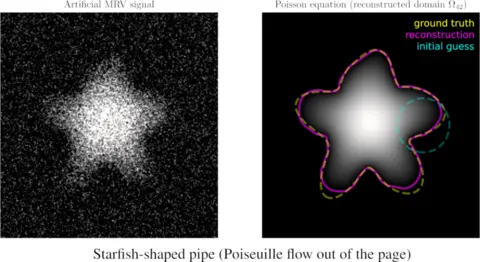 Artificial MRV signal
Poisson equation (reconstructed domain Ω₄₂)
ground truth
reconstruction
initial guess
Starfish-shaped pipe (Poiseuille flow out of the page)